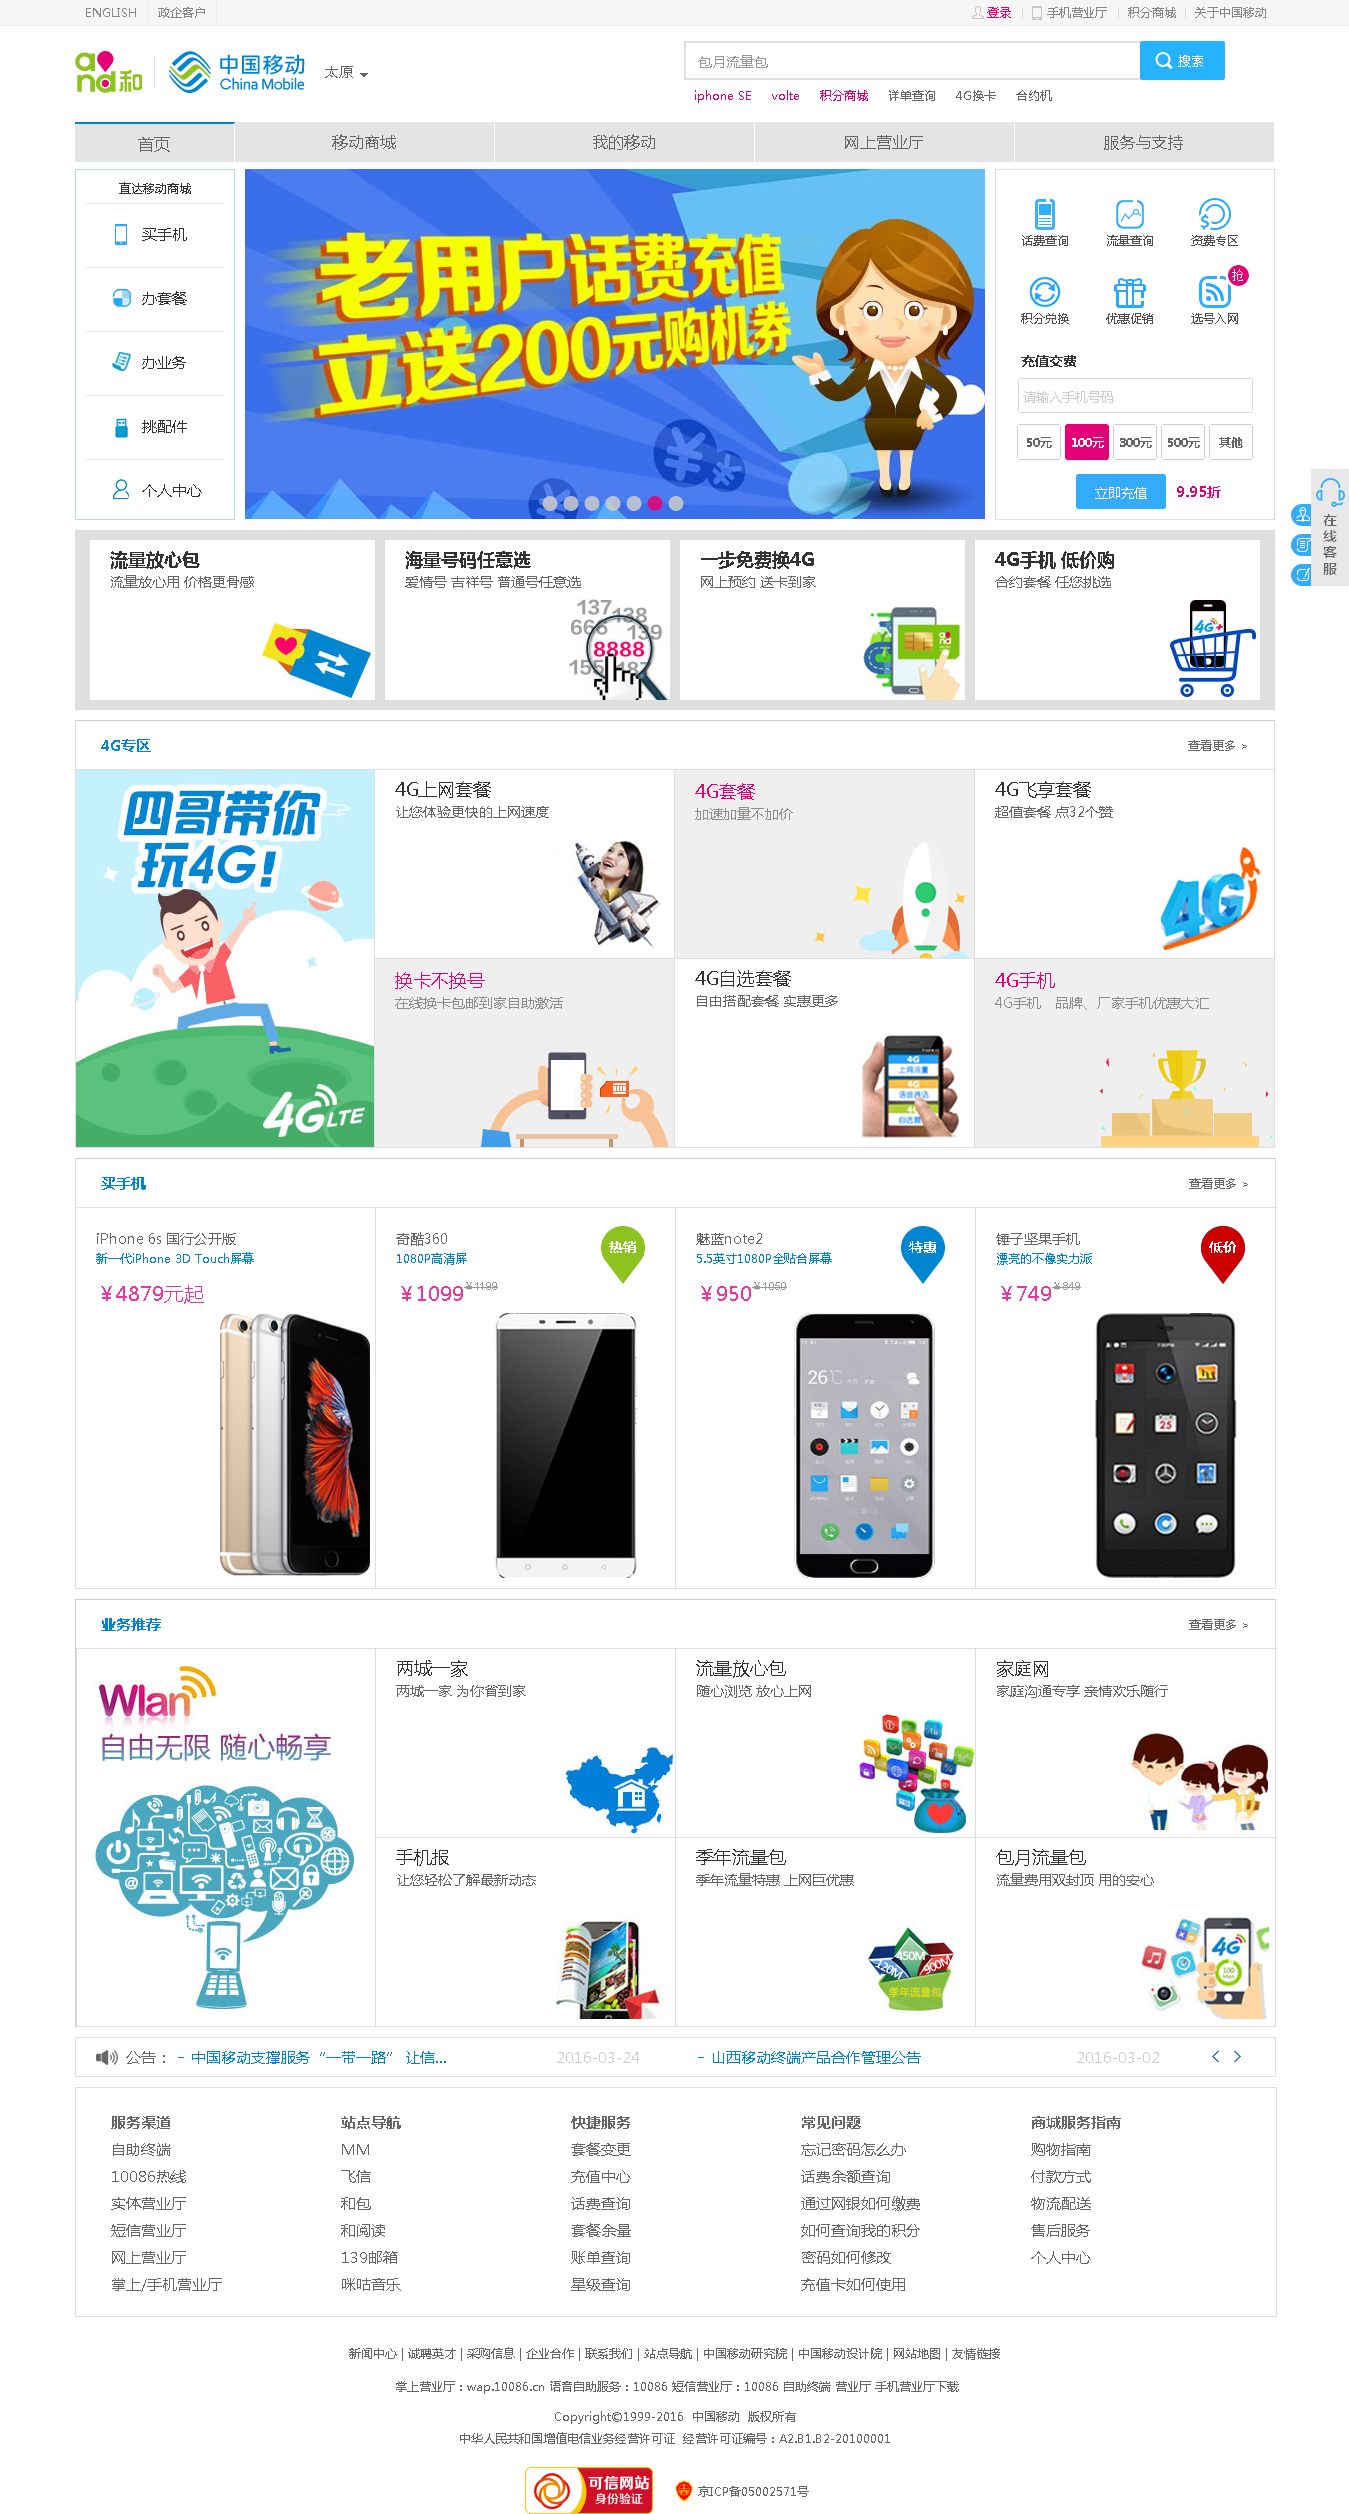 ENGLISH 政企客户 登录 手机营业厅 积分商城 关于中国移动
and和 中国移动 China Mobile 太原 包月流量包 搜索
iphone SE volte 积分商城 详单查询 4G换卡 合约机
首页 移动商城 我的移动 网上营业厅 服务与支持
直达移动商城
买手机
办套餐
办业务
挑配件
个人中心
老用户话费充值
立送200元购机券
话费查询 流量查询 资费专区
抢
积分兑换 优惠促销 选号入网
充值交费
请输入手机号码
50元 100元 300元 500元 其他
立即充值 9.95折
在线客服
流量放心包
流量放心用 价格更骨感
海量号码任意选
爱情号 吉祥号 普通号任意选
137 138
666 139
8888
155 187
一步免费换4G
网上预约 送卡到家
4G手机 低价购
合约套餐 任您挑选
4G+
4G专区 查看更多 >
四哥带你
玩4G!
4G LTE
4G上网套餐
让您体验更快的上网速度
4G套餐
加速加量不加价
4G飞享套餐
超值套餐 点32个赞
4G
换卡不换号
在线换卡包邮到家自助激活
4G自选套餐
自由搭配套餐 实惠更多
4G
上网流量
4G
语音通话
4G
自选套餐
4G手机
4G手机 品牌、厂家手机优惠大汇
买手机 查看更多 >
iPhone 6s 国行公开版
新一代iPhone 3D Touch屏幕
¥4879元起
奇酷360
1080P高清屏
¥1099 ¥1199
热销
魅蓝note2
5.5英寸1080P全贴合屏幕
¥950 ¥1050
特惠
26℃
锤子坚果手机
漂亮的不像实力派
¥749 ¥849
低价
25
业务推荐 查看更多 >
Wlan
自由无限 随心畅享
两城一家
两城一家 为你省到家
流量放心包
随心浏览 放心上网
家庭网
家庭沟通专享 亲情欢乐随行
手机报
让您轻松了解最新动态
季年流量包
季年流量特惠 上网巨优惠
120M 450M 900M
季年流量包
包月流量包
流量费用双封顶 用的安心
4G
100
公告： - 中国移动支撑服务“一带一路” 让信... 2016-03-24 - 山西移动终端产品合作管理公告 2016-03-02
服务渠道 站点导航 快捷服务 常见问题 商城服务指南
自助终端 MM 套餐变更 忘记密码怎么办 购物指南
10086热线 飞信 充值中心 话费余额查询 付款方式
实体营业厅 和包 话费查询 通过网银如何缴费 物流配送
短信营业厅 和阅读 套餐余量 如何查询我的积分 售后服务
网上营业厅 139邮箱 账单查询 密码如何修改 个人中心
掌上/手机营业厅 咪咕音乐 星级查询 充值卡如何使用
新闻中心 | 诚聘英才 | 采购信息 | 企业合作 | 联系我们 | 站点导航 | 中国移动研究院 | 中国移动设计院 | 网站地图 | 友情链接
掌上营业厅：wap.10086.cn 语音自助服务：10086 短信营业厅：10086 自助终端 营业厅 手机营业厅下载
Copyright©1999-2016 中国移动 版权所有
中华人民共和国增值电信业务经营许可证 经营许可证编号：A2.B1.B2-20100001
可信网站
身份验证
京ICP备05002571号